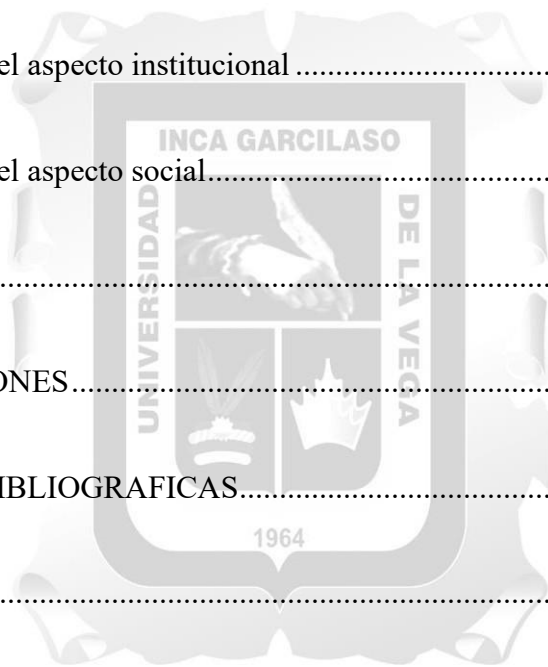 el aspecto institucional ..............................
INCA GARCILASO
el aspecto social..............................
UNIVERSIDAD
DE LA VEGA
..............................
ONES..............................
IBLIOGRAFICAS..............................
1964
..............................